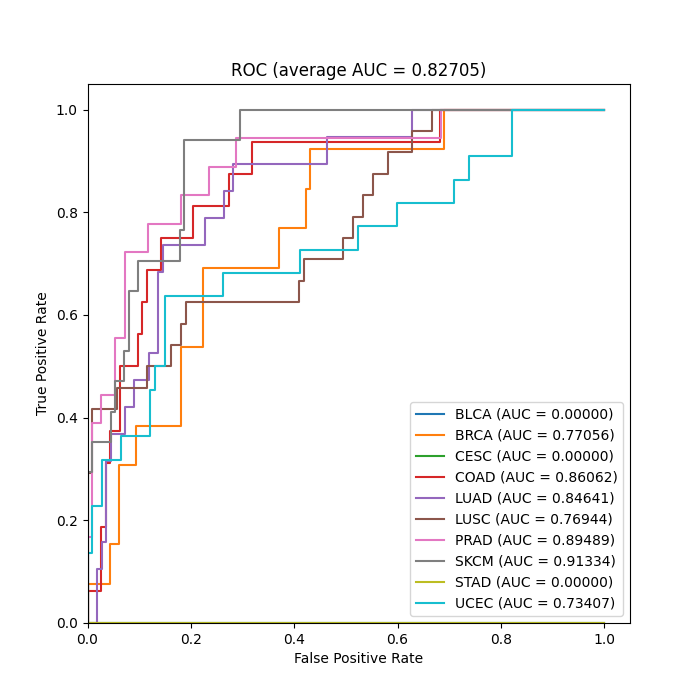 ROC (average AUC = 0.82705)
True Positive Rate
1.0
0.8
0.6
0.4
0.2
0.0
BLCA (AUC = 0.00000)
BRCA (AUC = 0.77056)
CESC (AUC = 0.00000)
COAD (AUC = 0.86062)
LUAD (AUC = 0.84641)
LUSC (AUC = 0.76944)
PRAD (AUC = 0.89489)
SKCM (AUC = 0.91334)
STAD (AUC = 0.00000)
UCEC (AUC = 0.73407)
0.0 0.2 0.4 0.6 0.8 1.0
False Positive Rate